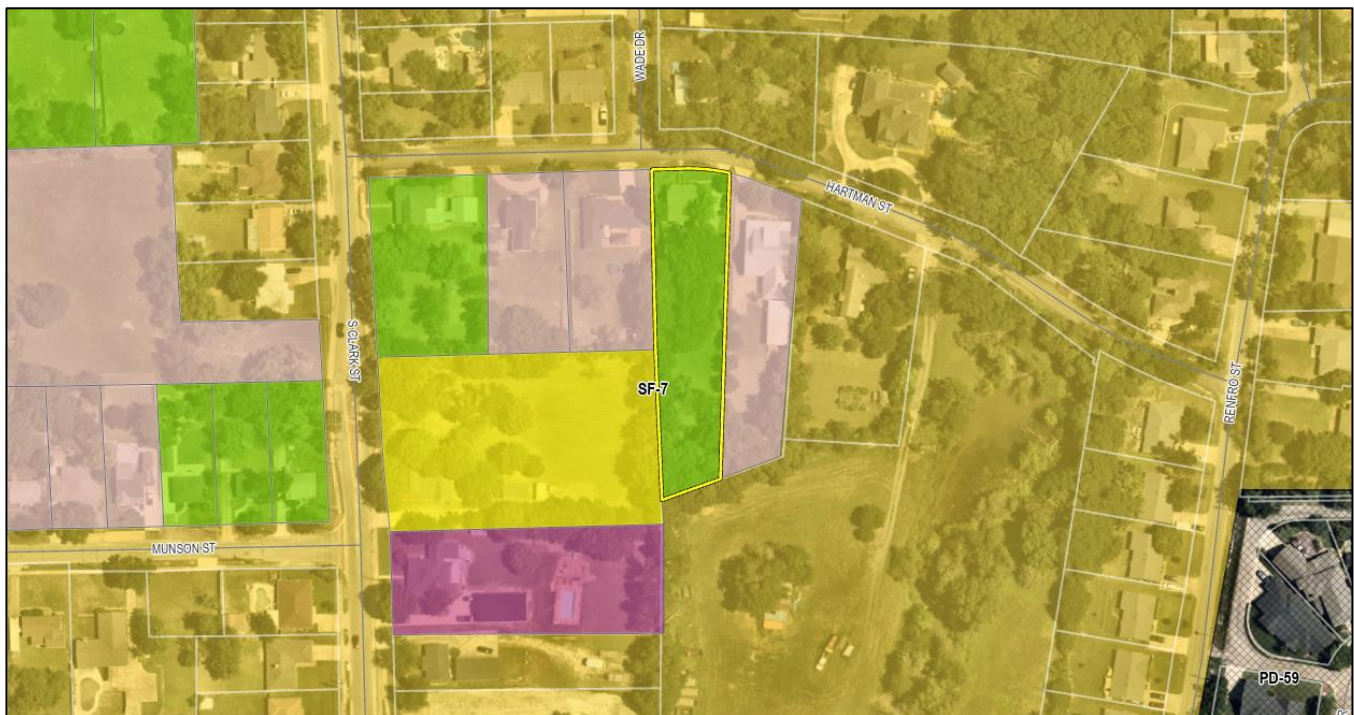 WADE DR
HARTMAN ST
S CLARK ST
SF-7
RENFRO ST
MUNSON ST
PD-59
R